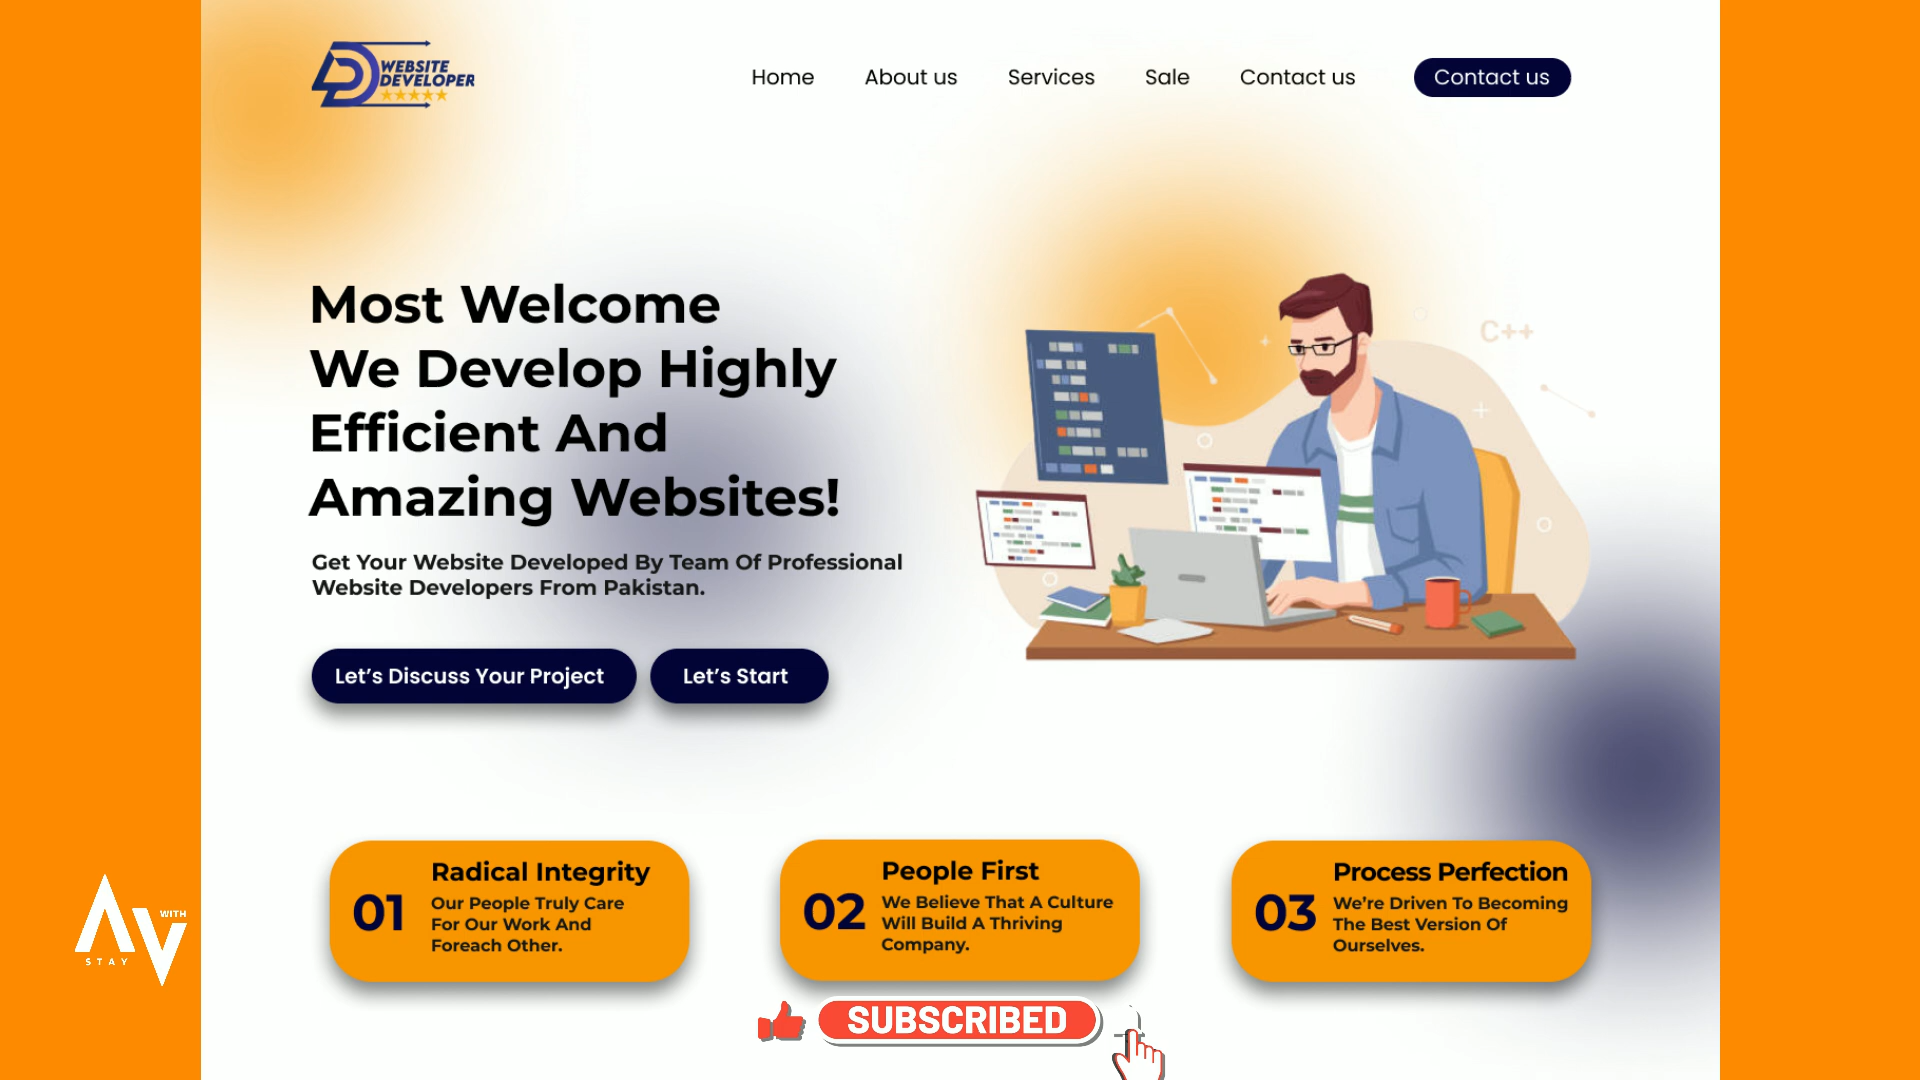 WEBSITE
DEVELOPER
Home
About us
Services
Sale
Contact us
Contact us
Most Welcome
We Develop Highly
Efficient And
Amazing Websites!
Get Your Website Developed By Team Of Professional
Website Developers From Pakistan.
Let's Discuss Your Project
Let's Start
C++
01
Radical Integrity
Our People Truly Care
For Our Work And
Foreach Other.
02
People First
We Believe That A Culture
Will Build A Thriving
Company.
03
Process Perfection
We're Driven To Becoming
The Best Version Of
Ourselves.
WITH
STAY
SUBSCRIBED